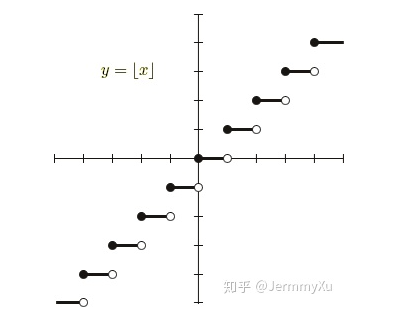 y = ⌊x⌋
知乎 @JermmyXu